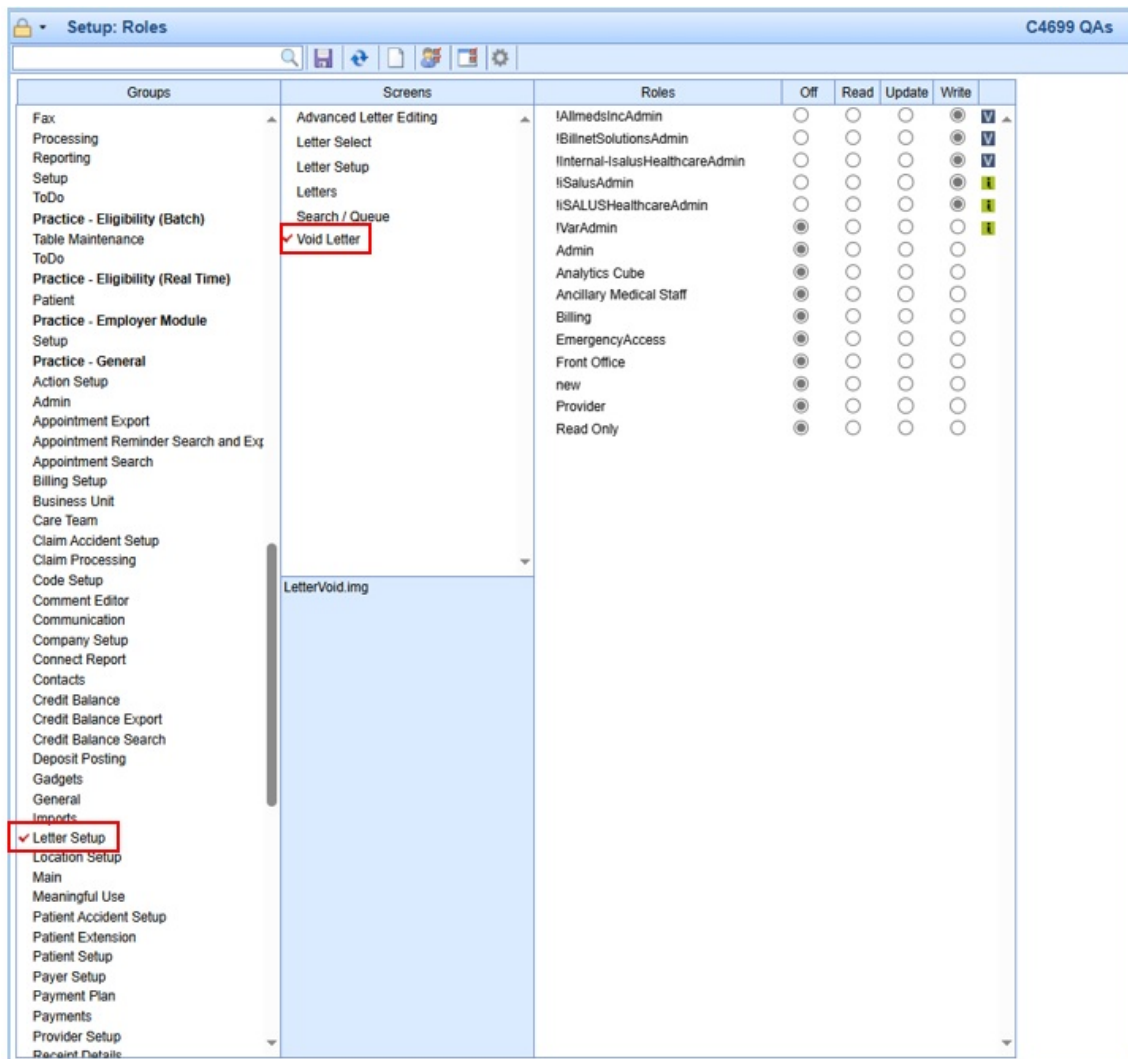 Setup: Roles
C4699 QAs
Groups
Screens
Roles
Off
Read
Update
Write
Fax
Processing
Reporting
Setup
ToDo
Practice - Eligibility (Batch)
Table Maintenance
ToDo
Practice - Eligibility (Real Time)
Patient
Practice - Employer Module
Setup
Practice - General
Action Setup
Admin
Appointment Export
Appointment Reminder Search and Exp
Appointment Search
Billing Setup
Business Unit
Care Team
Claim Accident Setup
Claim Processing
Code Setup
Comment Editor
Communication
Company Setup
Connect Report
Contacts
Credit Balance
Credit Balance Export
Credit Balance Search
Deposit Posting
Gadgets
General
Imports
Letter Setup
Location Setup
Main
Meaningful Use
Patient Accident Setup
Patient Extension
Patient Setup
Payer Setup
Payment Plan
Payments
Provider Setup
Receipt Details
Advanced Letter Editing
Letter Select
Letter Setup
Letters
Search / Queue
Void Letter
LetterVoid.img
!AllmedsIncAdmin V
!BillnetSolutionsAdmin V
!Internal-IsalusHealthcareAdmin V
!iSalusAdmin i
!iSALUSHealthcareAdmin i
!VarAdmin i
Admin
Analytics Cube
Ancillary Medical Staff
Billing
EmergencyAccess
Front Office
new
Provider
Read Only